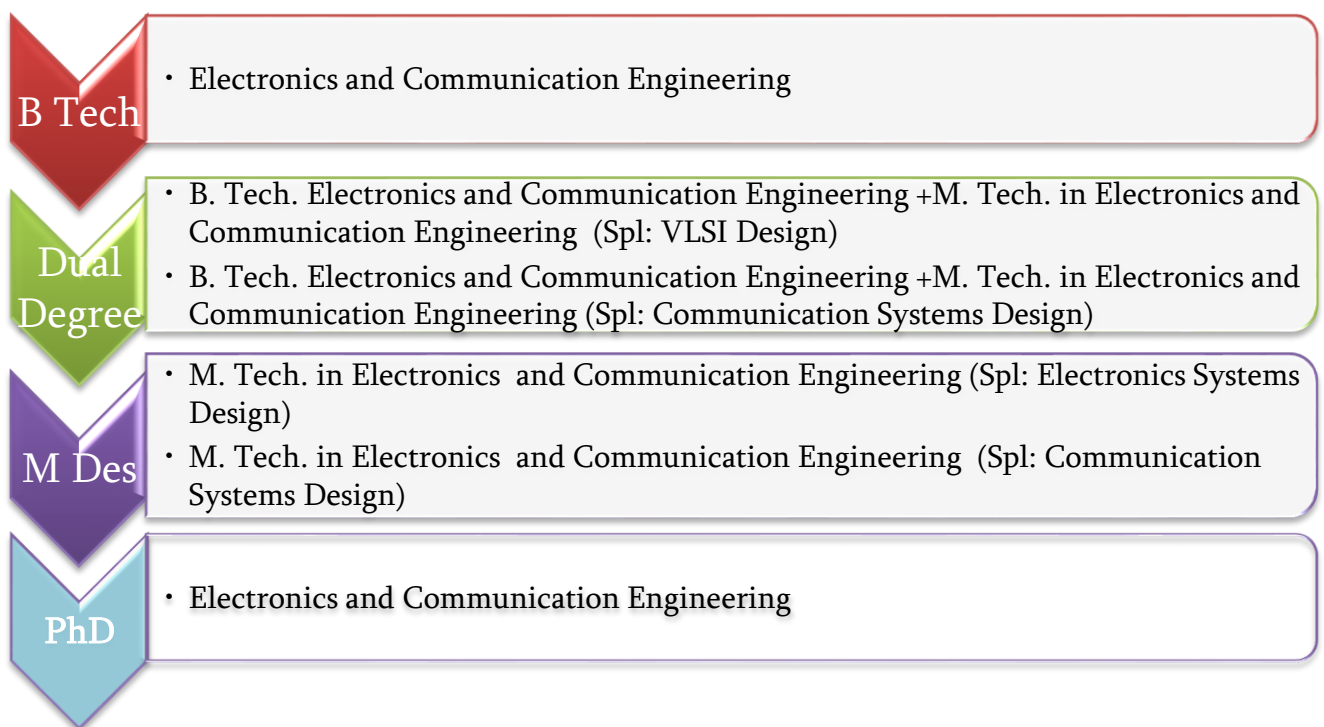 B Tech
• Electronics and Communication Engineering
Dual
Degree
• B. Tech. Electronics and Communication Engineering +M. Tech. in Electronics and
Communication Engineering  (Spl: VLSI Design)
• B. Tech. Electronics and Communication Engineering +M. Tech. in Electronics and
Communication Engineering (Spl: Communication Systems Design)
M Des
• M. Tech. in Electronics  and Communication Engineering (Spl: Electronics Systems
Design)
• M. Tech. in Electronics  and Communication Engineering  (Spl: Communication
Systems Design)
PhD
• Electronics and Communication Engineering